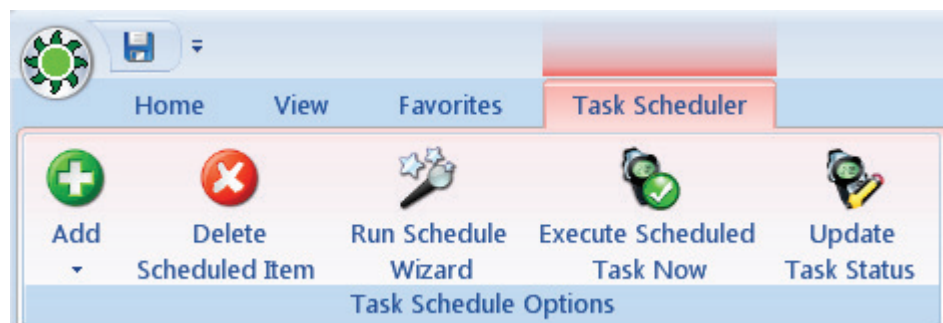 Home View Favorites Task Scheduler
Add Delete Run Schedule Execute Scheduled Update
Scheduled Item Wizard Task Now Task Status
Task Schedule Options